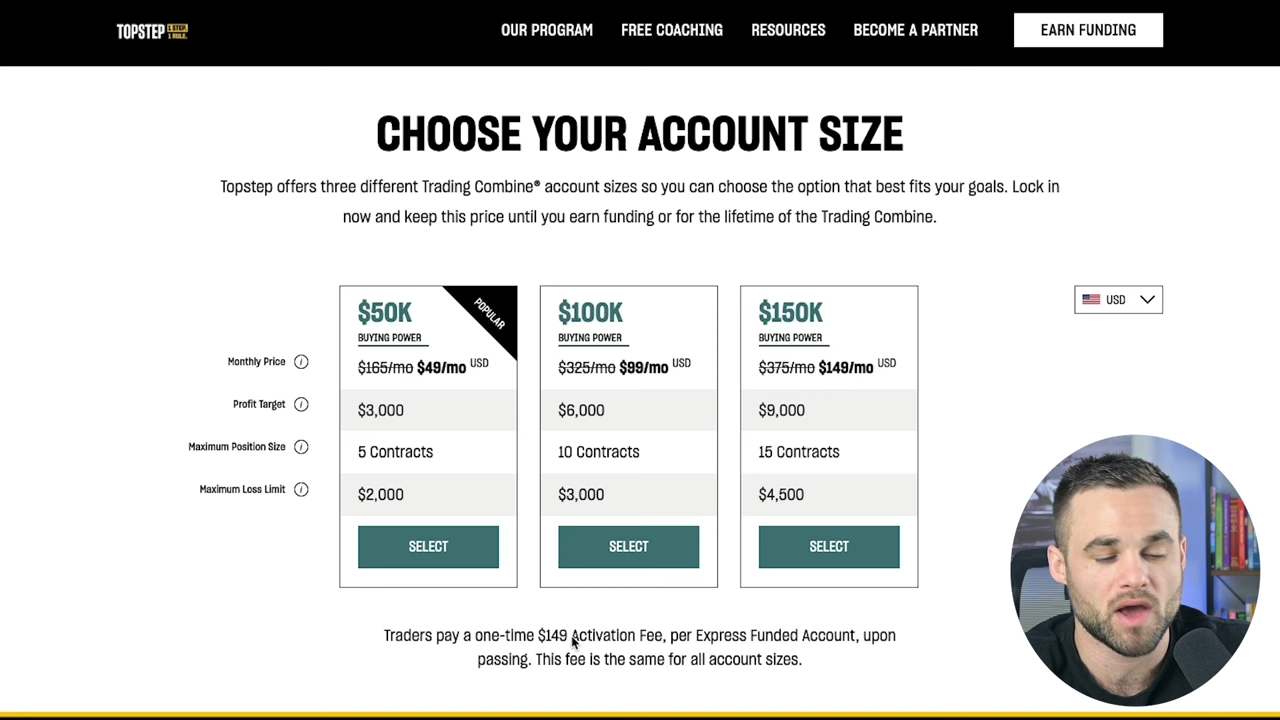 TOPSTEP 1 STEP. 1 RULE.
OUR PROGRAM FREE COACHING RESOURCES BECOME A PARTNER EARN FUNDING
CHOOSE YOUR ACCOUNT SIZE
Topstep offers three different Trading Combine® account sizes so you can choose the option that best fits your goals. Lock in
now and keep this price until you earn funding or for the lifetime of the Trading Combine.
USD
$50K $100K $150K
POPULAR
BUYING POWER BUYING POWER BUYING POWER
Monthly Price i $165/mo $49/mo USD $325/mo $99/mo USD $375/mo $149/mo USD
Profit Target i $3,000 $6,000 $9,000
Maximum Position Size i 5 Contracts 10 Contracts 15 Contracts
Maximum Loss Limit i $2,000 $3,000 $4,500
SELECT SELECT SELECT
Traders pay a one-time $149 Activation Fee, per Express Funded Account, upon
passing. This fee is the same for all account sizes.